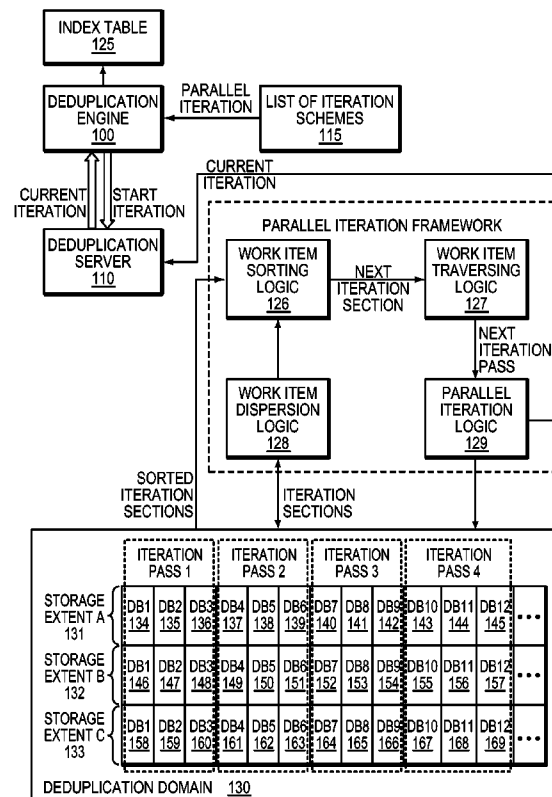 INDEX TABLE
125
DEDUPLICATION
ENGINE
100
PARALLEL
ITERATION
LIST OF ITERATION
SCHEMES
115
CURRENT
ITERATION
START
ITERATION
CURRENT
ITERATION
DEDUPLICATION
SERVER
110
PARALLEL ITERATION FRAMEWORK
WORK ITEM
SORTING
LOGIC
126
NEXT
ITERATION
SECTION
WORK ITEM
TRAVERSING
LOGIC
127
NEXT
ITERATION
PASS
WORK ITEM
DISPERSION
LOGIC
128
PARALLEL
ITERATION
LOGIC
129
SORTED
ITERATION
SECTIONS
ITERATION
SECTIONS
ITERATION
PASS 1
ITERATION
PASS 2
ITERATION
PASS 3
ITERATION
PASS 4
STORAGE
EXTENT A
131
DB1 DB2 DB3 DB4 DB5 DB6 DB7 DB8 DB9 DB10 DB11 DB12
134 135 136 137 138 139 140 141 142 143 144 145
STORAGE
EXTENT B
132
DB1 DB2 DB3 DB4 DB5 DB6 DB7 DB8 DB9 DB10 DB11 DB12
146 147 148 149 150 151 152 153 154 155 156 157
STORAGE
EXTENT C
133
DB1 DB2 DB3 DB4 DB5 DB6 DB7 DB8 DB9 DB10 DB11 DB12
158 159 160 161 162 163 164 165 166 167 168 169
DEDUPLICATION DOMAIN 130